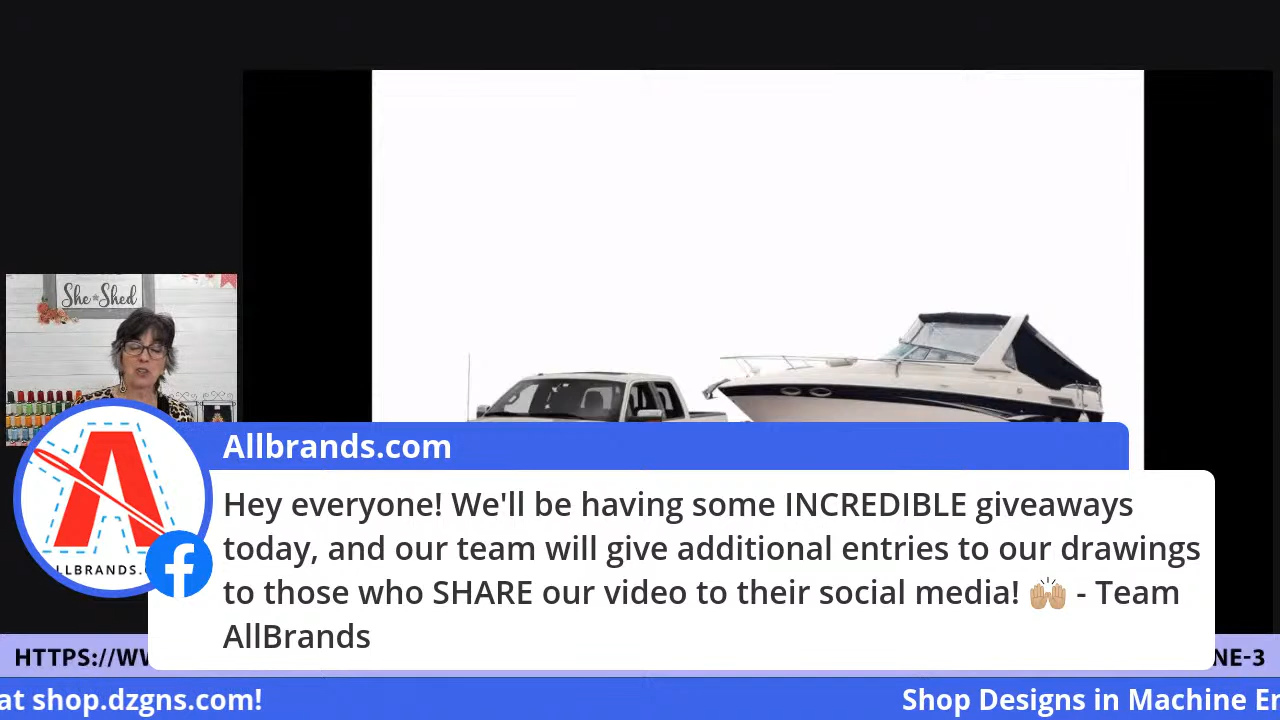 She Shed
Allbrands.com
Hey everyone! We'll be having some INCREDIBLE giveaways
today, and our team will give additional entries to our drawings
to those who SHARE our video to their social media! 🙌🏼 - Team
AllBrands
A
LLBRANDS.C
f
HTTPS://WW
NE-3
at shop.dzgns.com!
Shop Designs in Machine Er